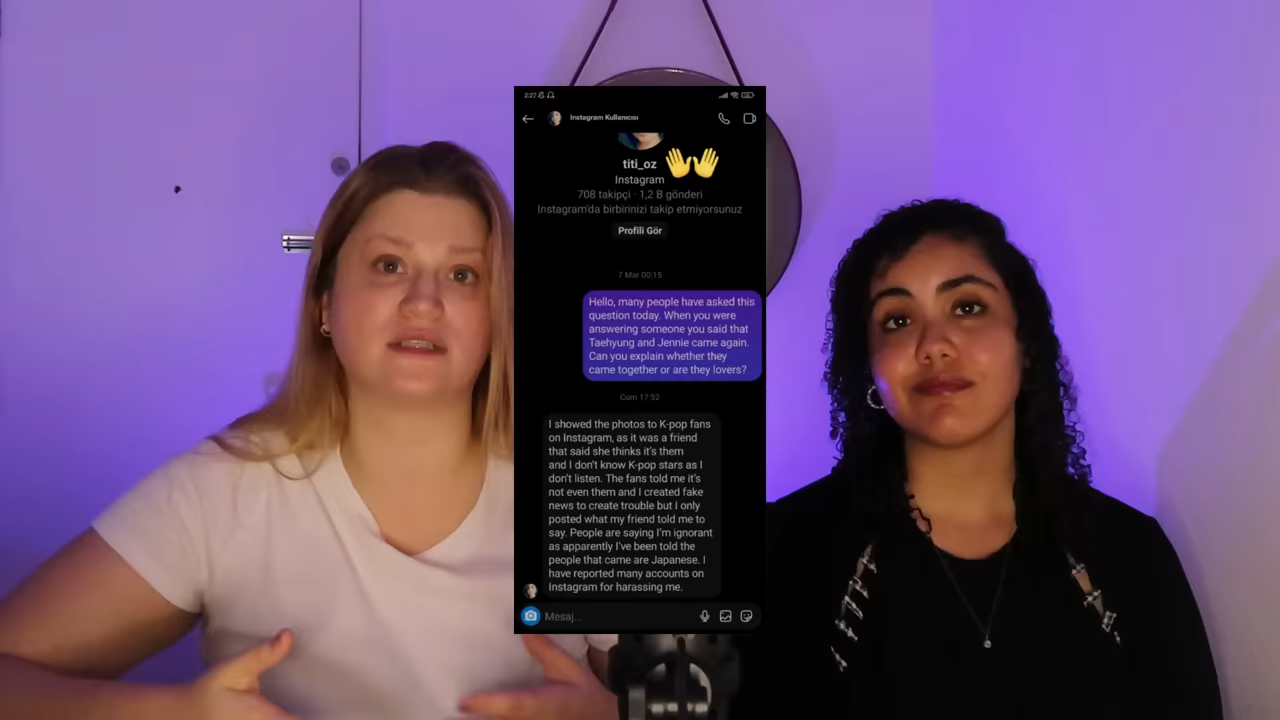 2:27
Instagram Kullanıcısı
titi_oz
Instagram
708 takipçi · 1,2 B gönderi
Instagram'da birbirinizi takip etmiyorsunuz
Profili Gör
7 Mar 00:15
Hello, many people have asked this
question today. When you were
answering someone you said that
Taehyung and Jennie came again.
Can you explain whether they
came together or are they lovers?
Cum 17:52
I showed the photos to K-pop fans
on Instagram, as it was a friend
that said she thinks it's them
and I don't know K-pop stars as I
don't listen. The fans told me it's
not even them and I created fake
news to create trouble but I only
posted what my friend told me to
say. People are saying I'm ignorant
as apparently I've been told the
people that came are Japanese. I
have reported many accounts on
Instagram for harassing me.
Mesaj...